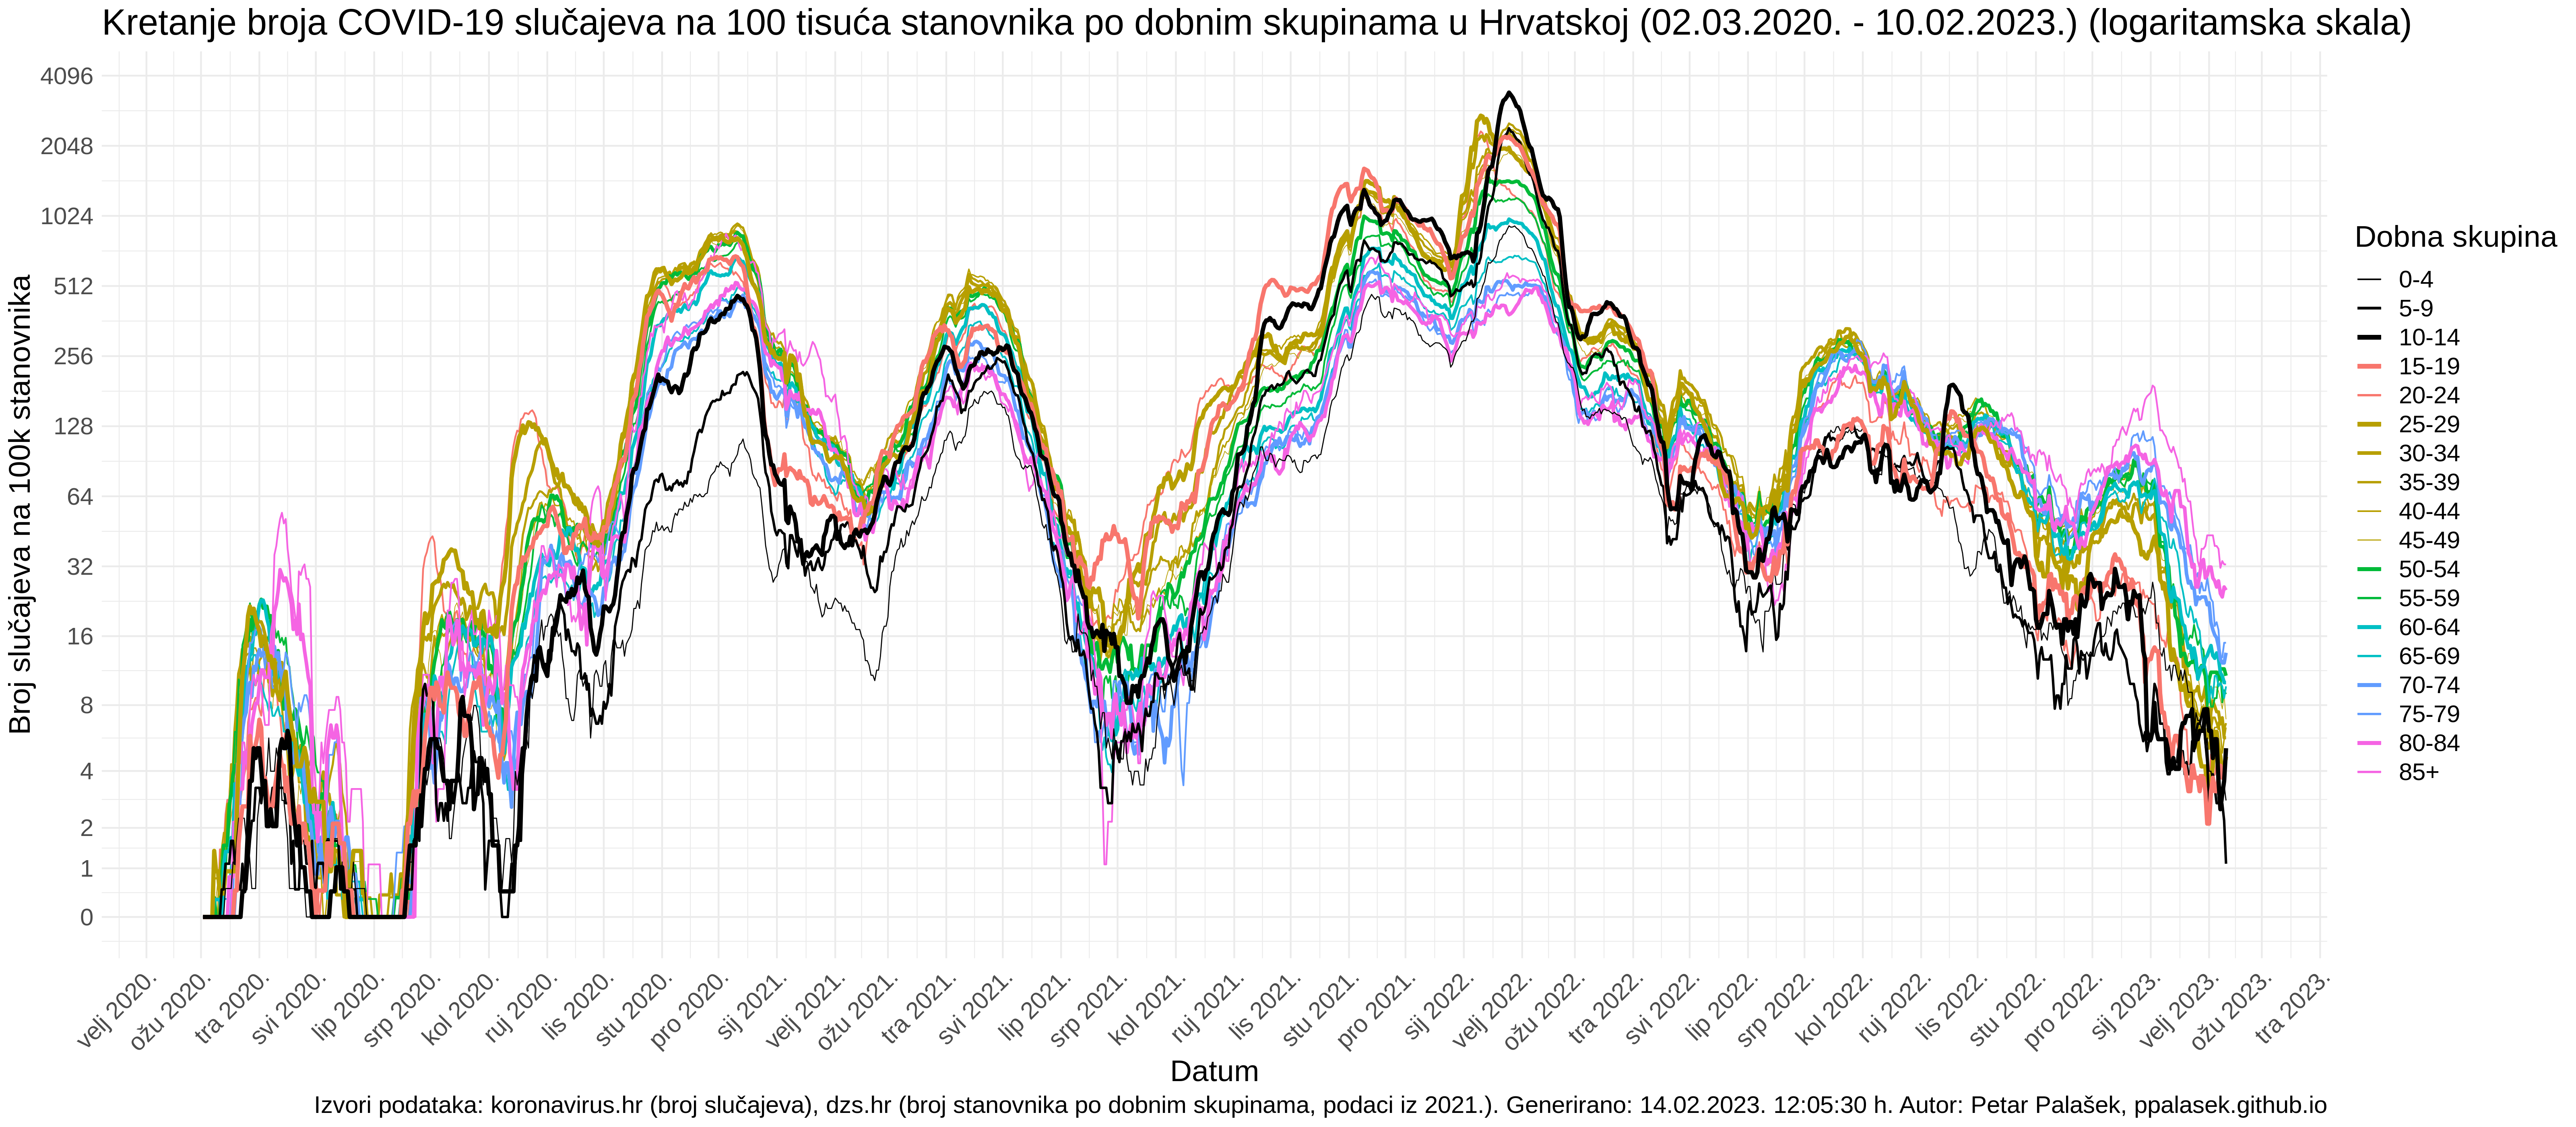 Kretanje broja COVID-19 slučajeva na 100 tisuća stanovnika po dobnim skupinama u Hrvatskoj (02.03.2020. - 10.02.2023.) (logaritamska skala)
Broj slučajeva na 100k stanovnika
4096
2048
1024
512
256
128
64
32
16
8
4
2
1
0
velj 2020.
ožu 2020.
tra 2020.
svi 2020.
lip 2020.
srp 2020.
kol 2020.
ruj 2020.
lis 2020.
stu 2020.
pro 2020.
sij 2021.
velj 2021.
ožu 2021.
tra 2021.
svi 2021.
lip 2021.
srp 2021.
kol 2021.
ruj 2021.
lis 2021.
stu 2021.
pro 2021.
sij 2022.
velj 2022.
ožu 2022.
tra 2022.
svi 2022.
lip 2022.
srp 2022.
kol 2022.
ruj 2022.
lis 2022.
stu 2022.
pro 2022.
sij 2023.
velj 2023.
ožu 2023.
tra 2023.
Datum
Dobna skupina
0-4
5-9
10-14
15-19
20-24
25-29
30-34
35-39
40-44
45-49
50-54
55-59
60-64
65-69
70-74
75-79
80-84
85+
Izvori podataka: koronavirus.hr (broj slučajeva), dzs.hr (broj stanovnika po dobnim skupinama, podaci iz 2021.). Generirano: 14.02.2023. 12:05:30 h. Autor: Petar Palašek, ppalasek.github.io